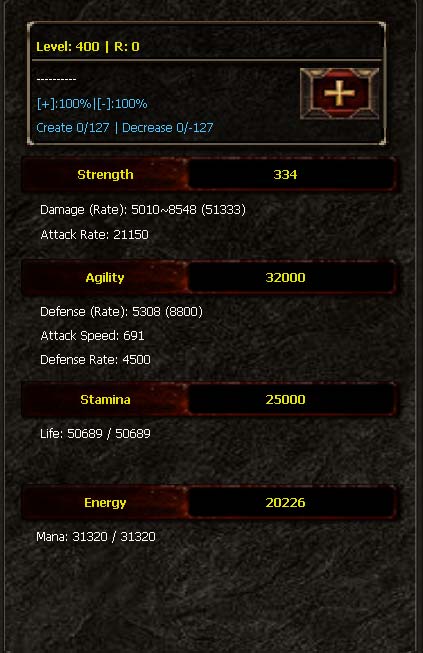 Level: 400 | R: 0
----------
[+]:100%|[-]:100%
Create 0/127 | Decrease 0/-127
Strength 334
Damage (Rate): 5010~8548 (51333)
Attack Rate: 21150
Agility 32000
Defense (Rate): 5308 (8800)
Attack Speed: 691
Defense Rate: 4500
Stamina 25000
Life: 50689 / 50689
Energy 20226
Mana: 31320 / 31320